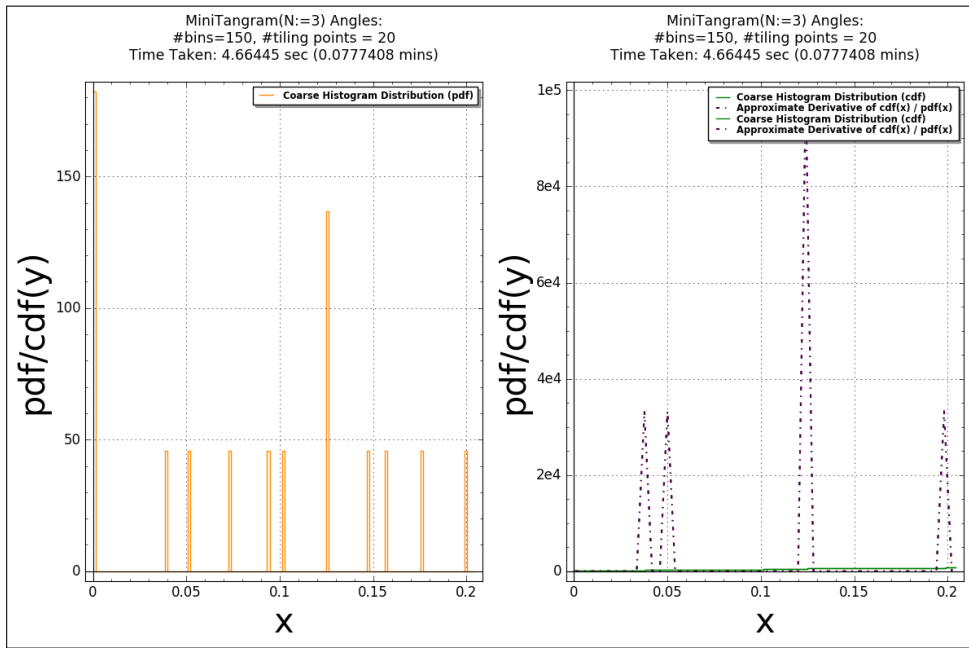 MiniTangram(N:=3) Angles:
#bins=150, #tiling points = 20
Time Taken: 4.66445 sec (0.0777408 mins)
Coarse Histogram Distribution (pdf)
150
100
50
0
pdf/cdf(y)
0
0.05
0.1
0.15
0.2
x
MiniTangram(N:=3) Angles:
#bins=150, #tiling points = 20
Time Taken: 4.66445 sec (0.0777408 mins)
Coarse Histogram Distribution (cdf)
Approximate Derivative of cdf(x) / pdf(x)
Coarse Histogram Distribution (cdf)
Approximate Derivative of cdf(x) / pdf(x)
1e5
8e4
6e4
4e4
2e4
0
pdf/cdf(y)
0
0.05
0.1
0.15
0.2
x